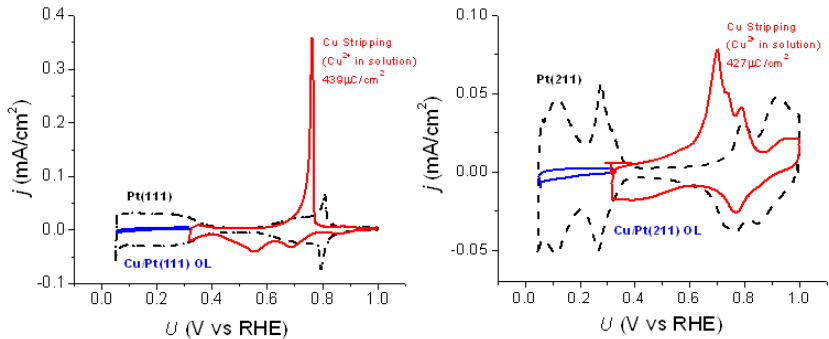 0.4
0.3
0.2
0.1
0.0
-0.1
j (mA/cm²)
Cu Stripping
(Cu²⁺ in solution)
439μC/cm²
Pt(111)
Cu/Pt(111) OL
0.0 0.2 0.4 0.6 0.8 1.0
U (V vs RHE)
0.10
0.05
0.00
-0.05
j (mA/cm²)
Cu Stripping
(Cu²⁺ in solution)
427μC/cm²
Pt(211)
Cu/Pt(211) OL
0.0 0.2 0.4 0.6 0.8 1.0
U (V vs RHE)